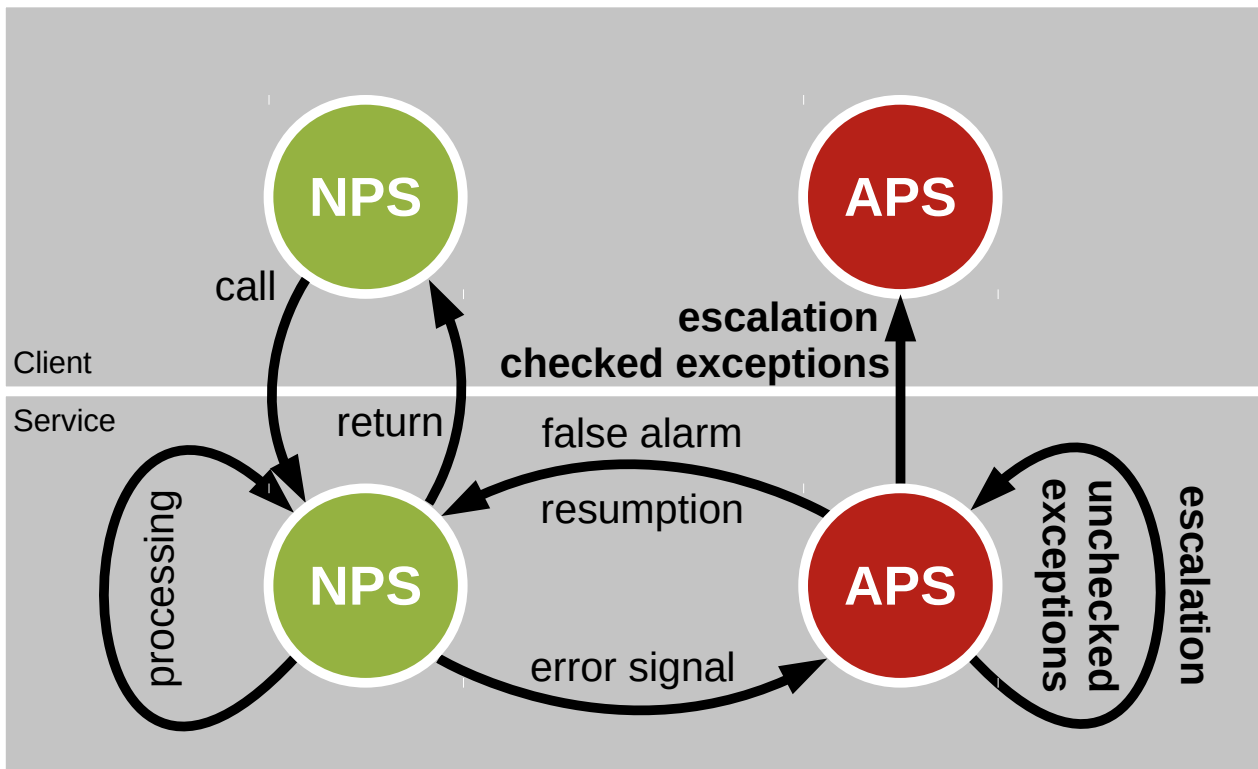 NPS
APS
call
escalation
checked exceptions
Client
Service
return
false alarm
resumption
processing
NPS
APS
unchecked
exceptions
escalation
error signal